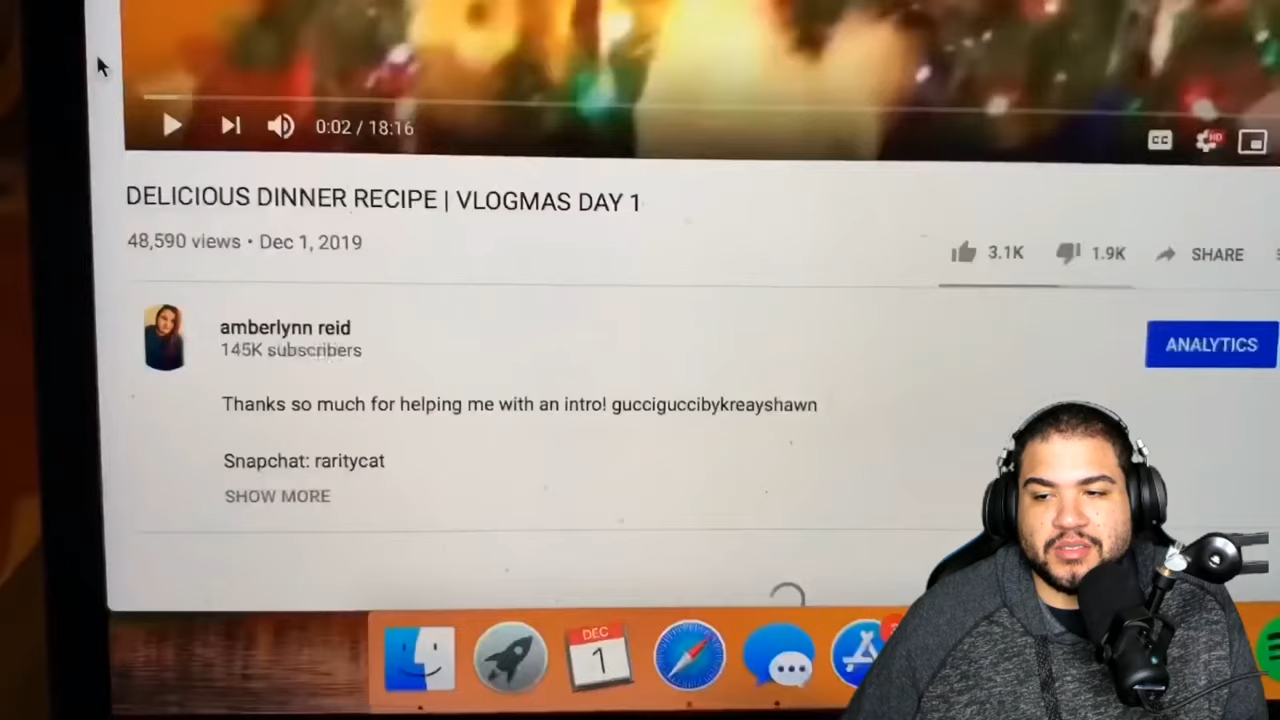 0:02 / 18:16
CC
HD
DELICIOUS DINNER RECIPE | VLOGMAS DAY 1
48,590 views • Dec 1, 2019
3.1K
1.9K
SHARE
amberlynn reid
145K subscribers
ANALYTICS
Thanks so much for helping me with an intro! gucciguccibykreayshawn
Snapchat: raritycat
SHOW MORE
DEC
1